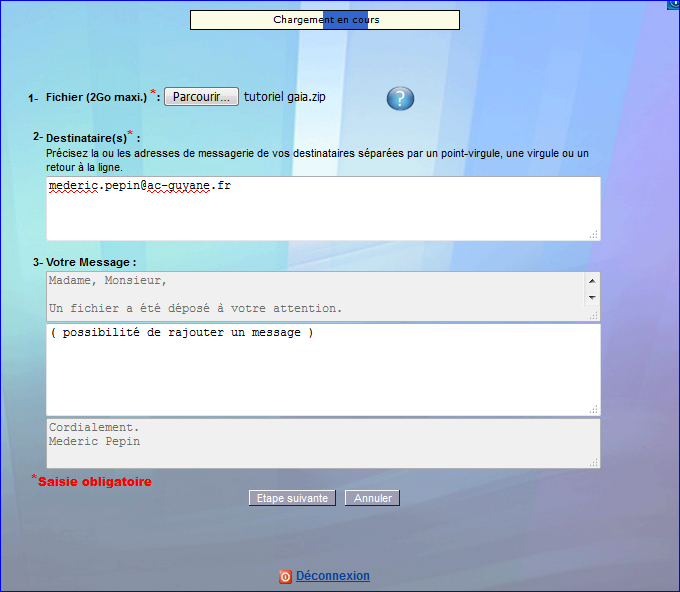 Chargement en cours
1- Fichier (2Go maxi.) * : Parcourir... tutoriel gaia.zip ?
2- Destinataire(s)* :
Précisez la ou les adresses de messagerie de vos destinataires séparées par un point-virgule, une virgule ou un
retour à la ligne.
mederic.pepin@ac-guyane.fr
3- Votre Message :
Madame, Monsieur,
Un fichier a été déposé à votre attention.
( possibilité de rajouter un message )
Cordialement.
Mederic Pepin
*Saisie obligatoire
Etape suivante Annuler
Déconnexion